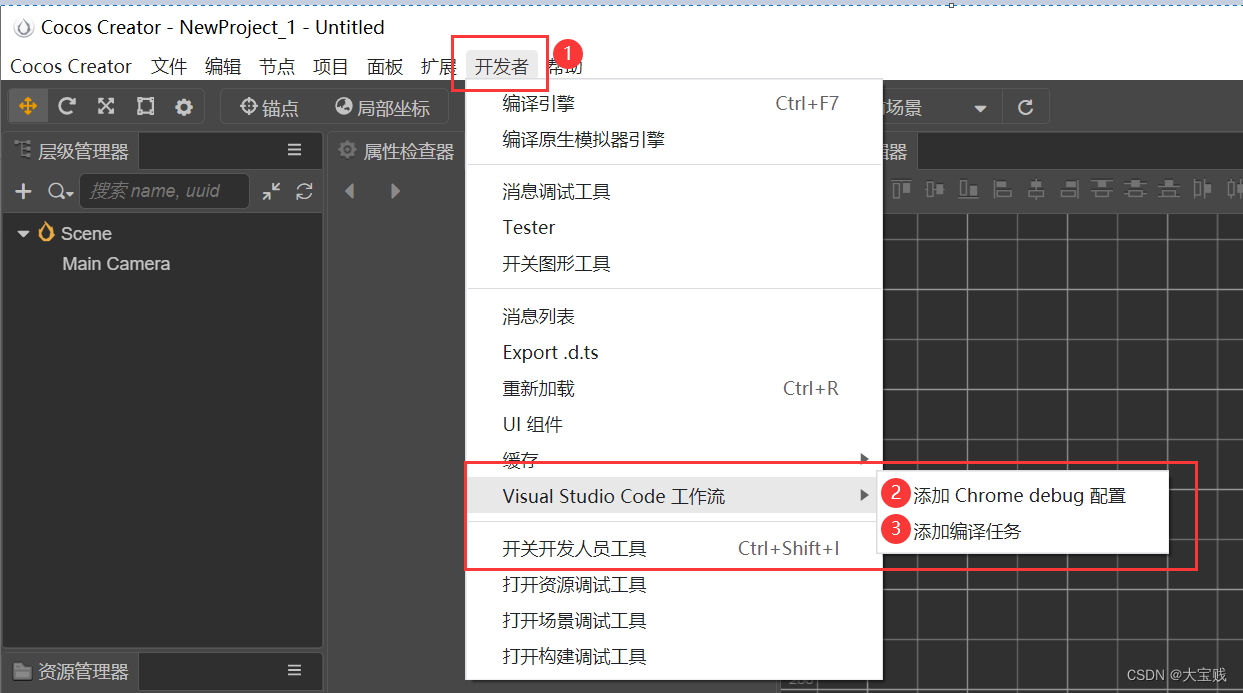 Cocos Creator - NewProject_1 - Untitled
Cocos Creator 文件 编辑 节点 项目 面板 扩展 开发者 帮助
1
锚点 局部坐标 场景
层级管理器
属性检查器
器
搜索 name, uuid
Scene
Main Camera
编译引擎 Ctrl+F7
编译原生模拟器引擎
消息调试工具
Tester
开关图形工具
消息列表
Export .d.ts
重新加载 Ctrl+R
UI 组件
缓存
Visual Studio Code 工作流
2 添加 Chrome debug 配置
3 添加编译任务
开关开发人员工具 Ctrl+Shift+I
打开资源调试工具
打开场景调试工具
打开构建调试工具
资源管理器
CSDN @大宝贱